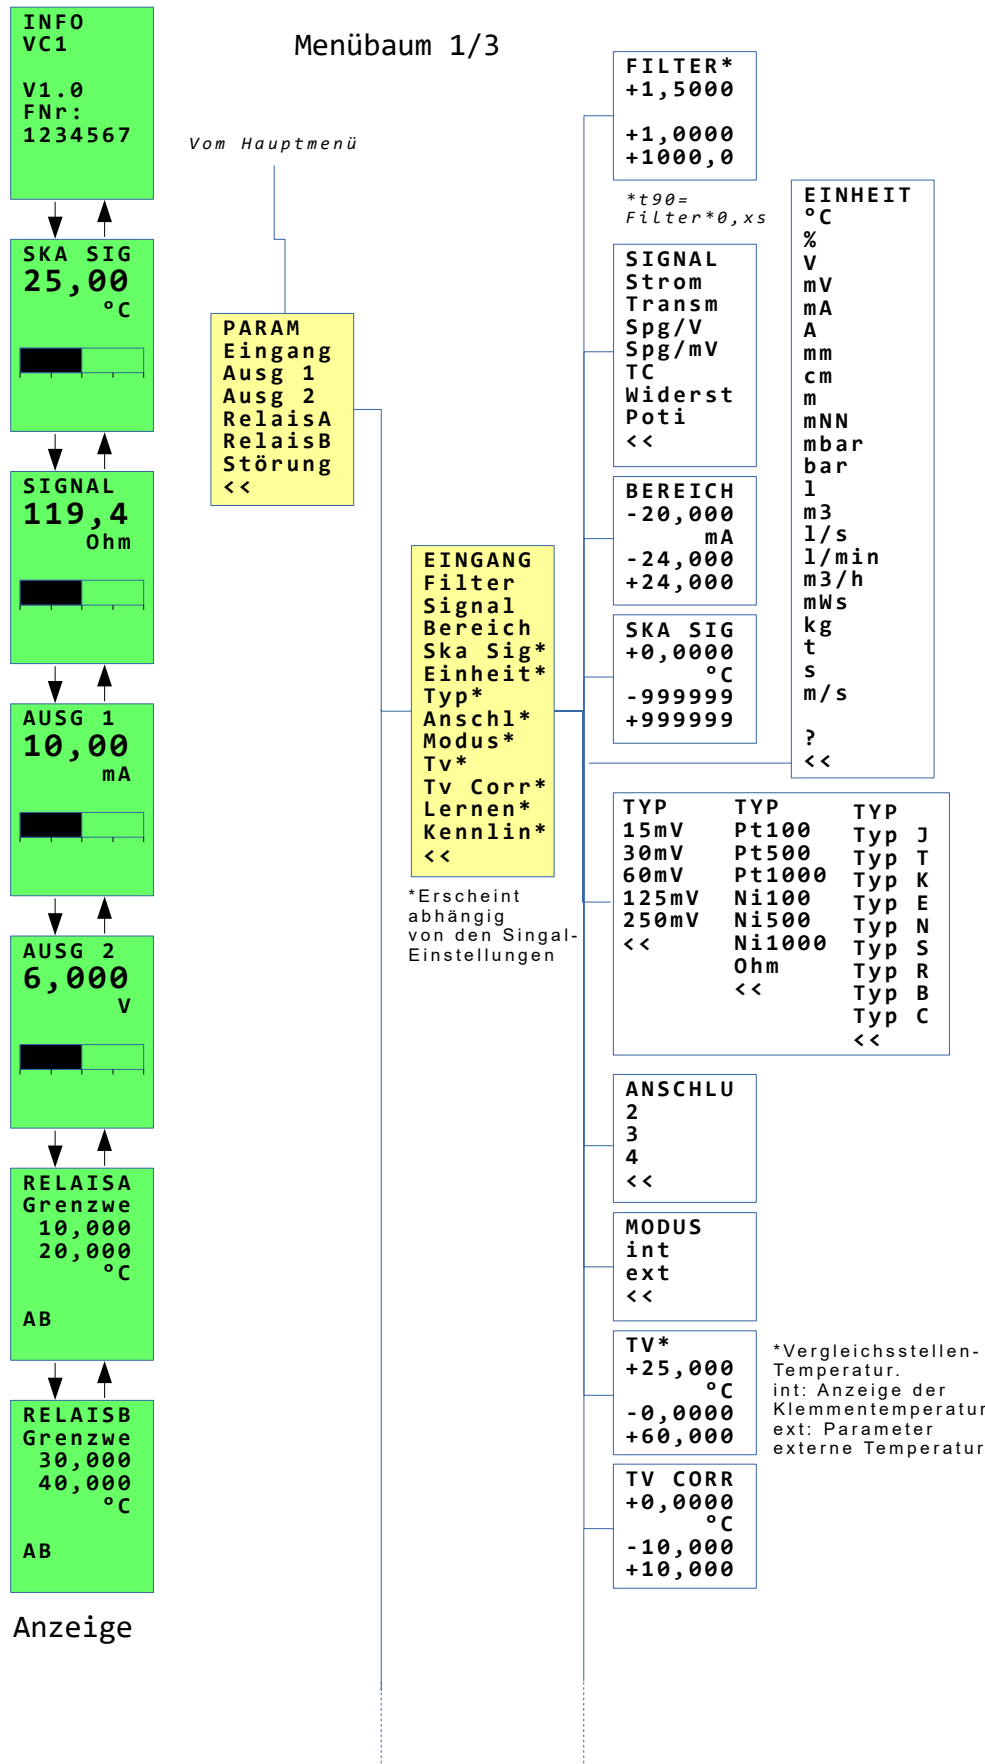 INFO
VC1
V1.0
FNr:
1234567
SKA SIG
25,00
°C
SIGNAL
119,4
Ohm
AUSG 1
10,00
mA
AUSG 2
6,000
V
RELAISA
Grenzwe
10,000
20,000
°C
AB
RELAISB
Grenzwe
30,000
40,000
°C
AB
Anzeige
Menübaum 1/3
Vom Hauptmenü
PARAM
Eingang
Ausg 1
Ausg 2
RelaisA
RelaisB
Störung
<<
EINGANG
Filter
Signal
Bereich
Ska Sig*
Einheit*
Typ*
Anschl*
Modus*
Tv*
Tv Corr*
Lernen*
Kennlin*
<<
*Erscheint
abhängig
von den Singal-
Einstellungen
FILTER*
+1,5000
+1,0000
+1000,0
*t90=
Filter*0,xs
SIGNAL
Strom
Transm
Spg/V
Spg/mV
TC
Widerst
Poti
<<
BEREICH
-20,000
mA
-24,000
+24,000
SKA SIG
+0,0000
°C
-999999
+999999
EINHEIT
°C
%
V
mV
mA
A
mm
cm
m
mNN
mbar
bar
l
m3
l/s
l/min
m3/h
mWs
kg
t
s
m/s
?
<<
TYP
15mV
30mV
60mV
125mV
250mV
<<
TYP
Pt100
Pt500
Pt1000
Ni100
Ni500
Ni1000
Ohm
<<
TYP
Typ J
Typ T
Typ K
Typ E
Typ N
Typ S
Typ R
Typ B
Typ C
<<
ANSCHLU
2
3
4
<<
MODUS
int
ext
<<
TV*
+25,000
°C
-0,0000
+60,000
*Vergleichsstellen-
Temperatur.
int: Anzeige der
Klemmentemperatur
ext: Parameter
externe Temperatur
TV CORR
+0,0000
°C
-10,000
+10,000